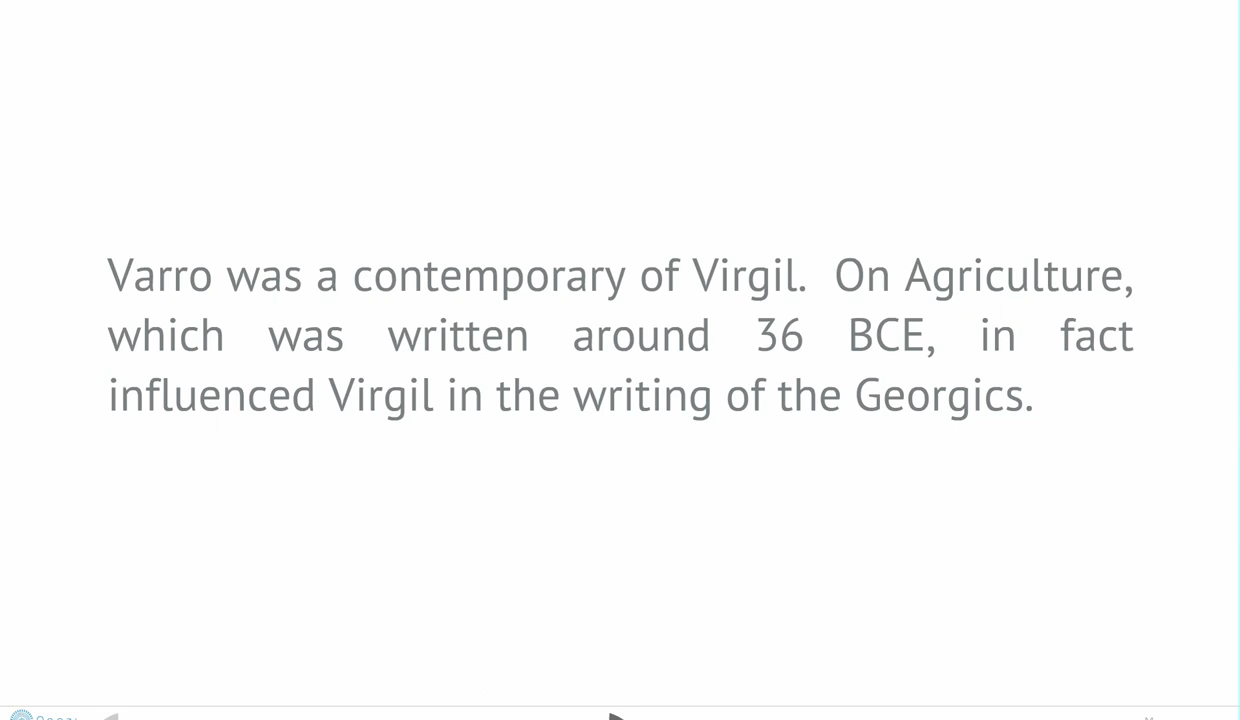 Varro was a contemporary of Virgil.  On Agriculture,
which was written around 36 BCE, in fact
influenced Virgil in the writing of the Georgics.